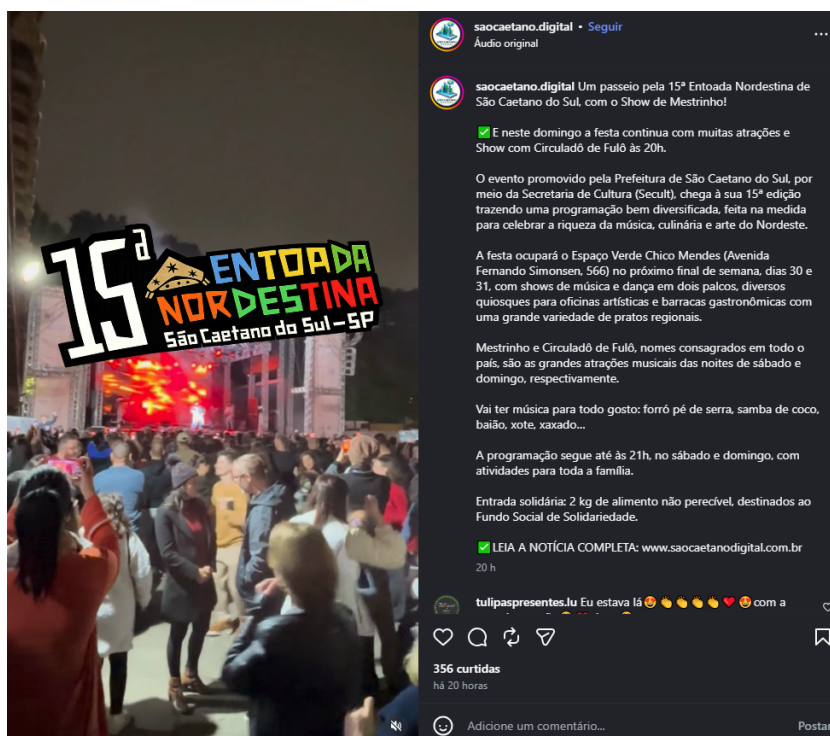 15ª ENTOADA
NORDESTINA
São Caetano do Sul-SP
saocaetano.digital • Seguir
Áudio original
saocaetano.digital Um passeio pela 15ª Entoada Nordestina de
São Caetano do Sul, com o Show de Mestrinho!
✅E neste domingo a festa continua com muitas atrações e
Show com Circuladô de Fulô às 20h.
O evento promovido pela Prefeitura de São Caetano do Sul, por
meio da Secretaria de Cultura (Secult), chega à sua 15ª edição
trazendo uma programação bem diversificada, feita na medida
para celebrar a riqueza da música, culinária e arte do Nordeste.
A festa ocupará o Espaço Verde Chico Mendes (Avenida
Fernando Simonsen, 566) no próximo final de semana, dias 30 e
31, com shows de música e dança em dois palcos, diversos
quiosques para oficinas artísticas e barracas gastronômicas com
uma grande variedade de pratos regionais.
Mestrinho e Circuladô de Fulô, nomes consagrados em todo o
país, são as grandes atrações musicais das noites de sábado e
domingo, respectivamente.
Vai ter música para todo gosto: forró pé de serra, samba de coco,
baião, xote, xaxado...
A programação segue até às 21h, no sábado e domingo, com
atividades para toda a família.
Entrada solidária: 2 kg de alimento não perecível, destinados ao
Fundo Social de Solidariedade.
✅LEIA A NOTÍCIA COMPLETA: www.saocaetanodigital.com.br
20 h
tulipaspresentes.lu Eu estava lá😍👏👏👏👏❤️😍com a
356 curtidas
há 20 horas
Adicione um comentário...
Postar